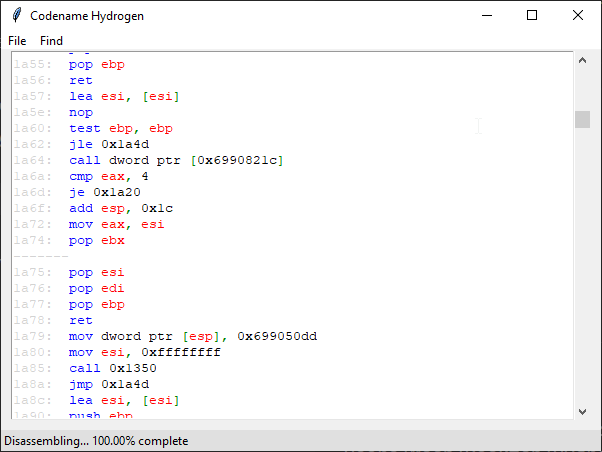 Codename Hydrogen
File Find
1a55: pop ebp
1a56: ret
1a57: lea esi, [esi]
1a5e: nop
1a60: test ebp, ebp
1a62: jle 0x1a4d
1a64: call dword ptr [0x6990821c]
1a6a: cmp eax, 4
1a6d: je 0x1a20
1a6f: add esp, 0x1c
1a72: mov eax, esi
1a74: pop ebx
-------
1a75: pop esi
1a76: pop edi
1a77: pop ebp
1a78: ret
1a79: mov dword ptr [esp], 0x699050dd
1a80: mov esi, 0xffffffff
1a85: call 0x1350
1a8a: jmp 0x1a4d
1a8c: lea esi, [esi]
1a90: push ebp
Disassembling... 100.00% complete